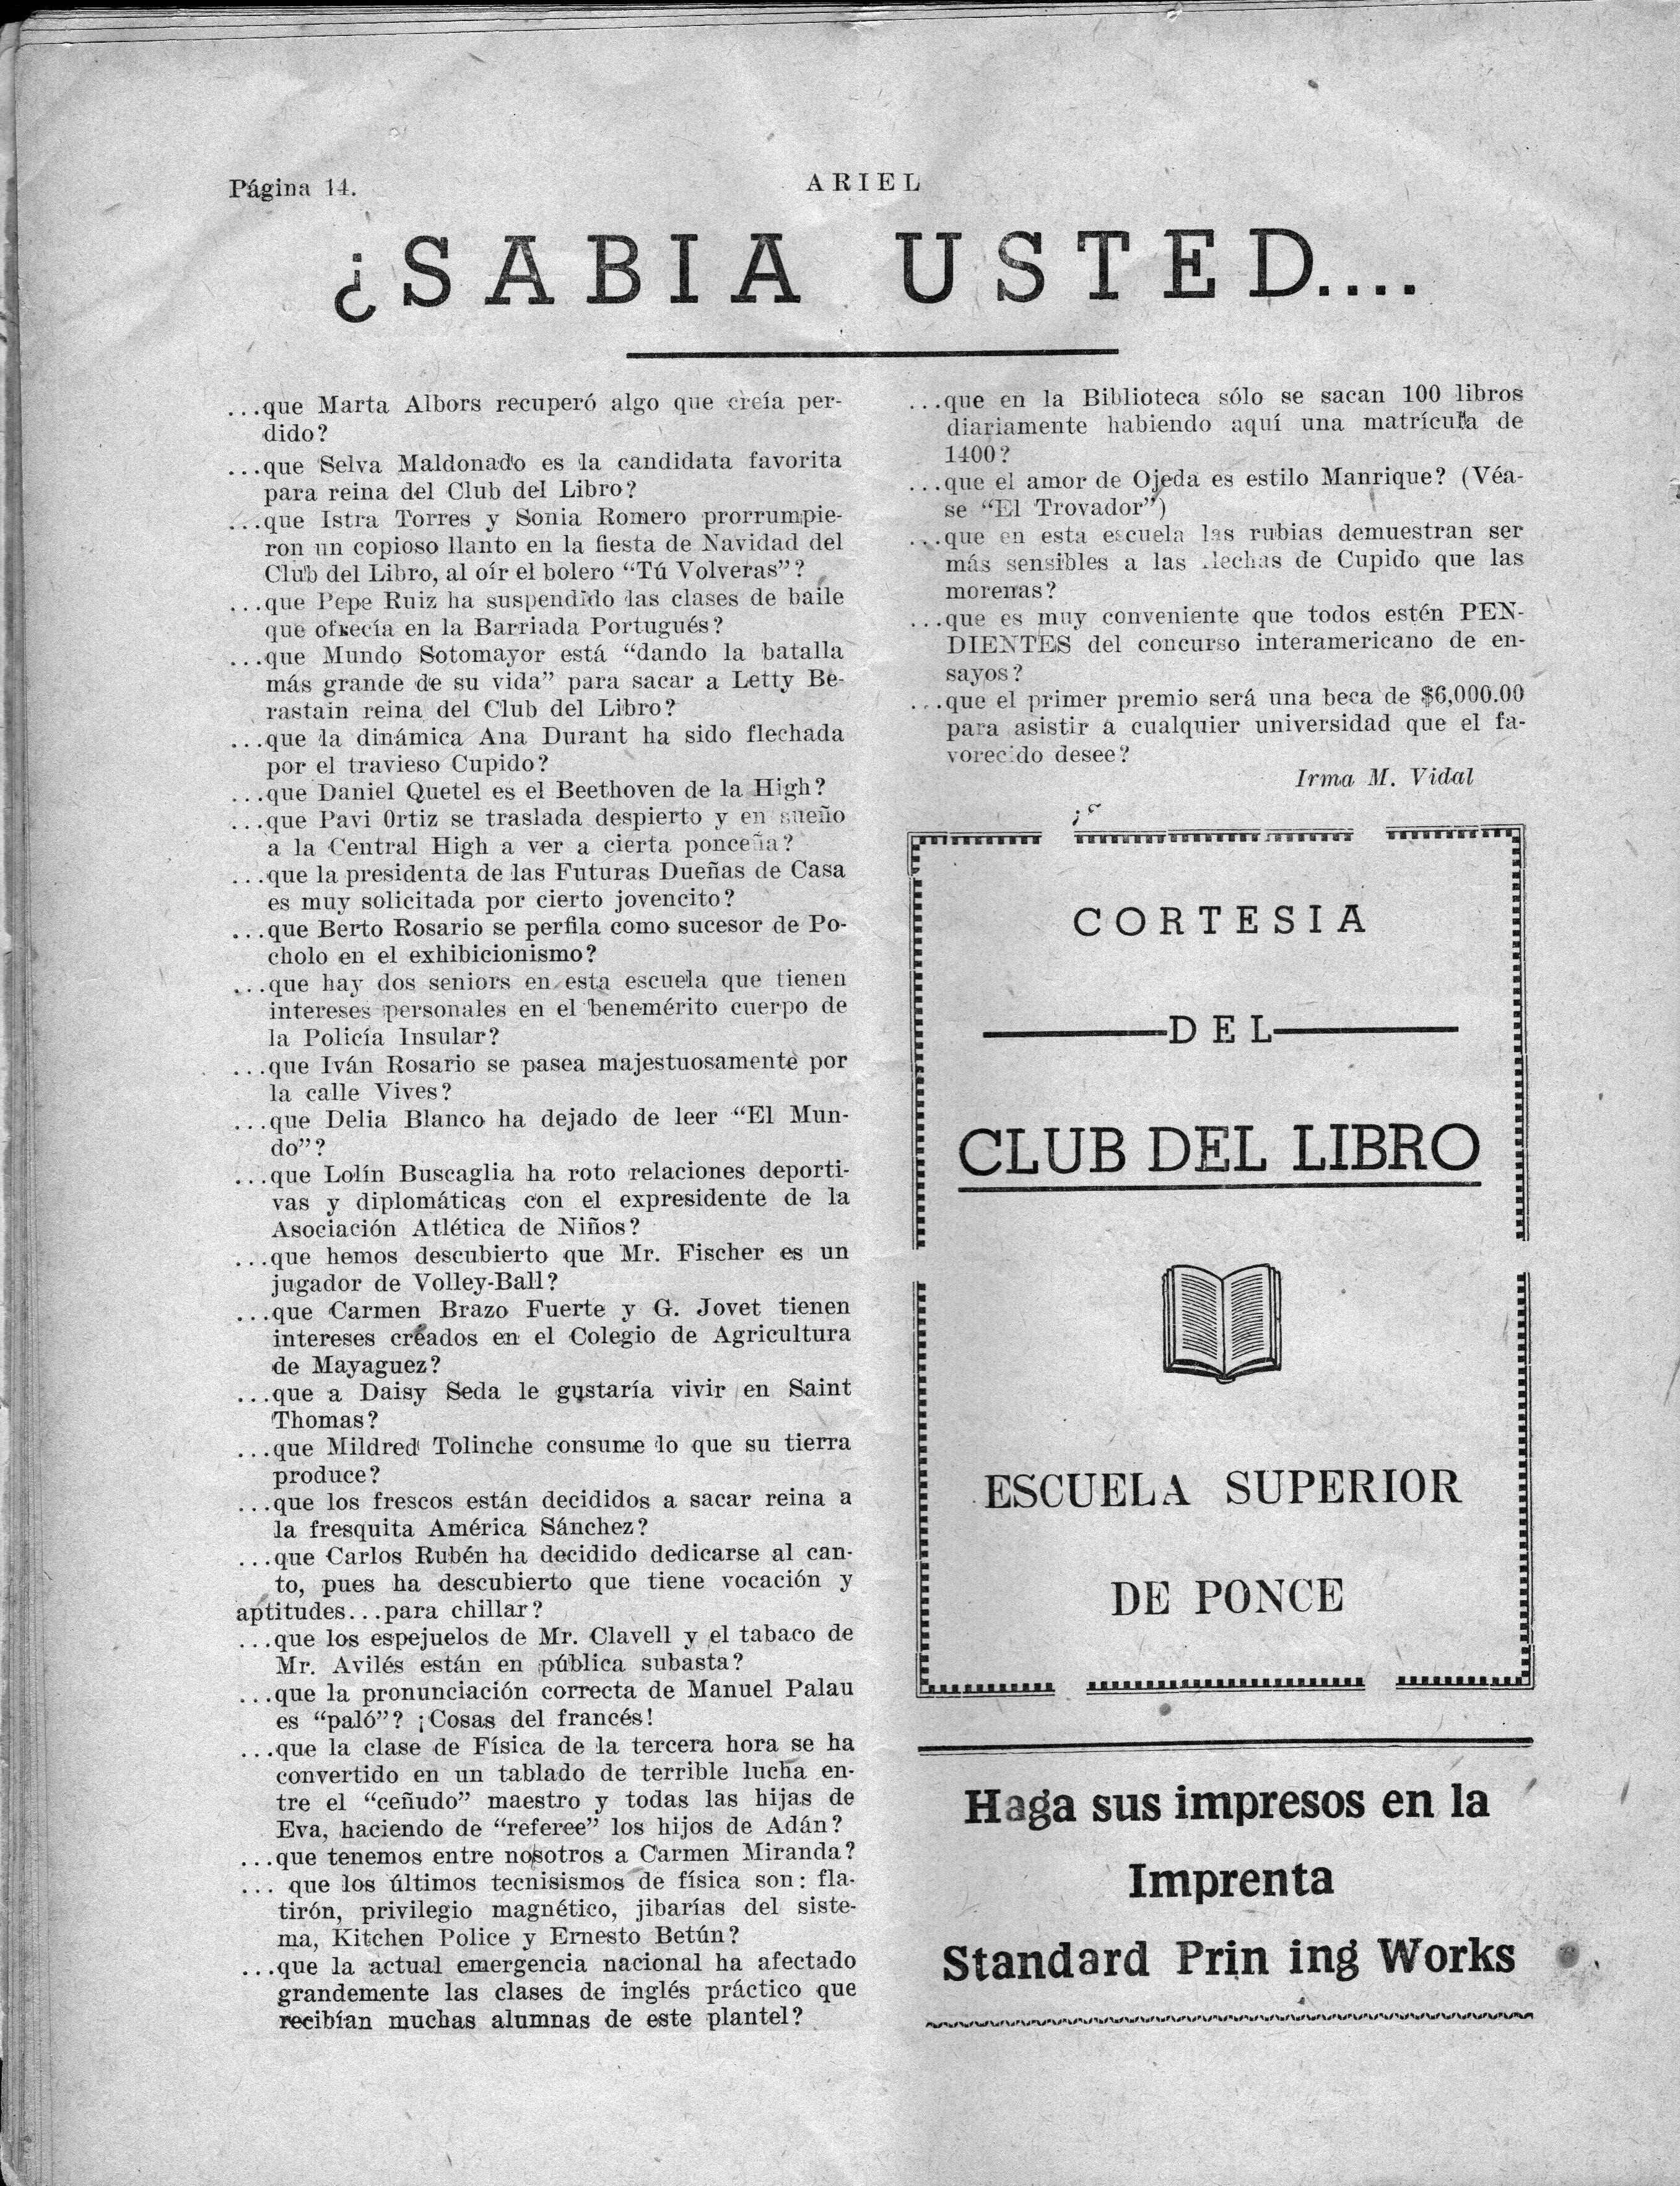 Página 14.
ARIEL
¿SABIA USTED....
...que Marta Albors recuperó algo que creía per-
dido?
...que Selva Maldonado es la candidata favorita
para reina del Club del Libro?
...que Istra Torres y Sonia Romero prorrumpie-
ron un copioso llanto en la fiesta de Navidad del
Club del Libro, al oír el bolero “Tú Volveras”?
...que Pepe Ruiz ha suspendido las clases de baile
que ofrecía en la Barriada Portugués?
...que Mundo Sotomayor está “dando la batalla
más grande de su vida” para sacar a Letty Be-
rastain reina del Club del Libro?
...que la dinámica Ana Durant ha sido flechada
por el travieso Cupido?
...que Daniel Quetel es el Beethoven de la High?
...que Pavi Ortiz se traslada despierto y en sueño
a la Central High a ver a cierta ponceña?
...que la presidenta de las Futuras Dueñas de Casa
es muy solicitada por cierto jovencito?
...que Berto Rosario se perfila como sucesor de Po-
cholo en el exhibicionismo?
...que hay dos seniors en esta escuela que tienen
intereses personales en el benemérito cuerpo de
la Policía Insular?
...que Iván Rosario se pasea majestuosamente por
la calle Vives?
...que Delia Blanco ha dejado de leer “El Mun-
do”?
...que Lolín Buscaglia ha roto relaciones deporti-
vas y diplomáticas con el expresidente de la
Asociación Atlética de Niños?
...que hemos descubierto que Mr. Fischer es un
jugador de Volley-Ball?
...que Carmen Brazo Fuerte y G. Jovet tienen
intereses creados en el Colegio de Agricultura
de Mayaguez?
...que a Daisy Seda le gustaría vivir en Saint
Thomas?
...que Mildred Tolinche consume lo que su tierra
produce?
...que los frescos están decididos a sacar reina a
la fresquita América Sánchez?
...que Carlos Rubén ha decidido dedicarse al can-
to, pues ha descubierto que tiene vocación y
aptitudes...para chillar?
...que los espejuelos de Mr. Clavell y el tabaco de
Mr. Avilés están en pública subasta?
...que la pronunciación correcta de Manuel Palau
es “paló”? ¡Cosas del francés!
...que la clase de Física de la tercera hora se ha
convertido en un tablado de terrible lucha en-
tre el “ceñudo” maestro y todas las hijas de
Eva, haciendo de “referee” los hijos de Adán?
...que tenemos entre nosotros a Carmen Miranda?
... que los últimos tecnisismos de física son: fla-
tirón, privilegio magnético, jibarías del siste-
ma, Kitchen Police y Ernesto Betún?
...que la actual emergencia nacional ha afectado
grandemente las clases de inglés práctico que
recibían muchas alumnas de este plantel?
...que en la Biblioteca sólo se sacan 100 libros
diariamente habiendo aquí una matrícula de
1400?
...que el amor de Ojeda es estilo Manrique? (Véa-
se “El Trovador”)
...que en esta escuela las rubias demuestran ser
más sensibles a las flechas de Cupido que las
morenas?
...que es muy conveniente que todos estén PEN-
DIENTES del concurso interamericano de en-
sayos?
...que el primer premio será una beca de $6,000.00
para asistir a cualquier universidad que el fa-
vorecido desee?
Irma M. Vidal
CORTESIA
DEL
CLUB DEL LIBRO
ESCUELA SUPERIOR
DE PONCE
Haga sus impresos en la
Imprenta
Standard Prin ing Works